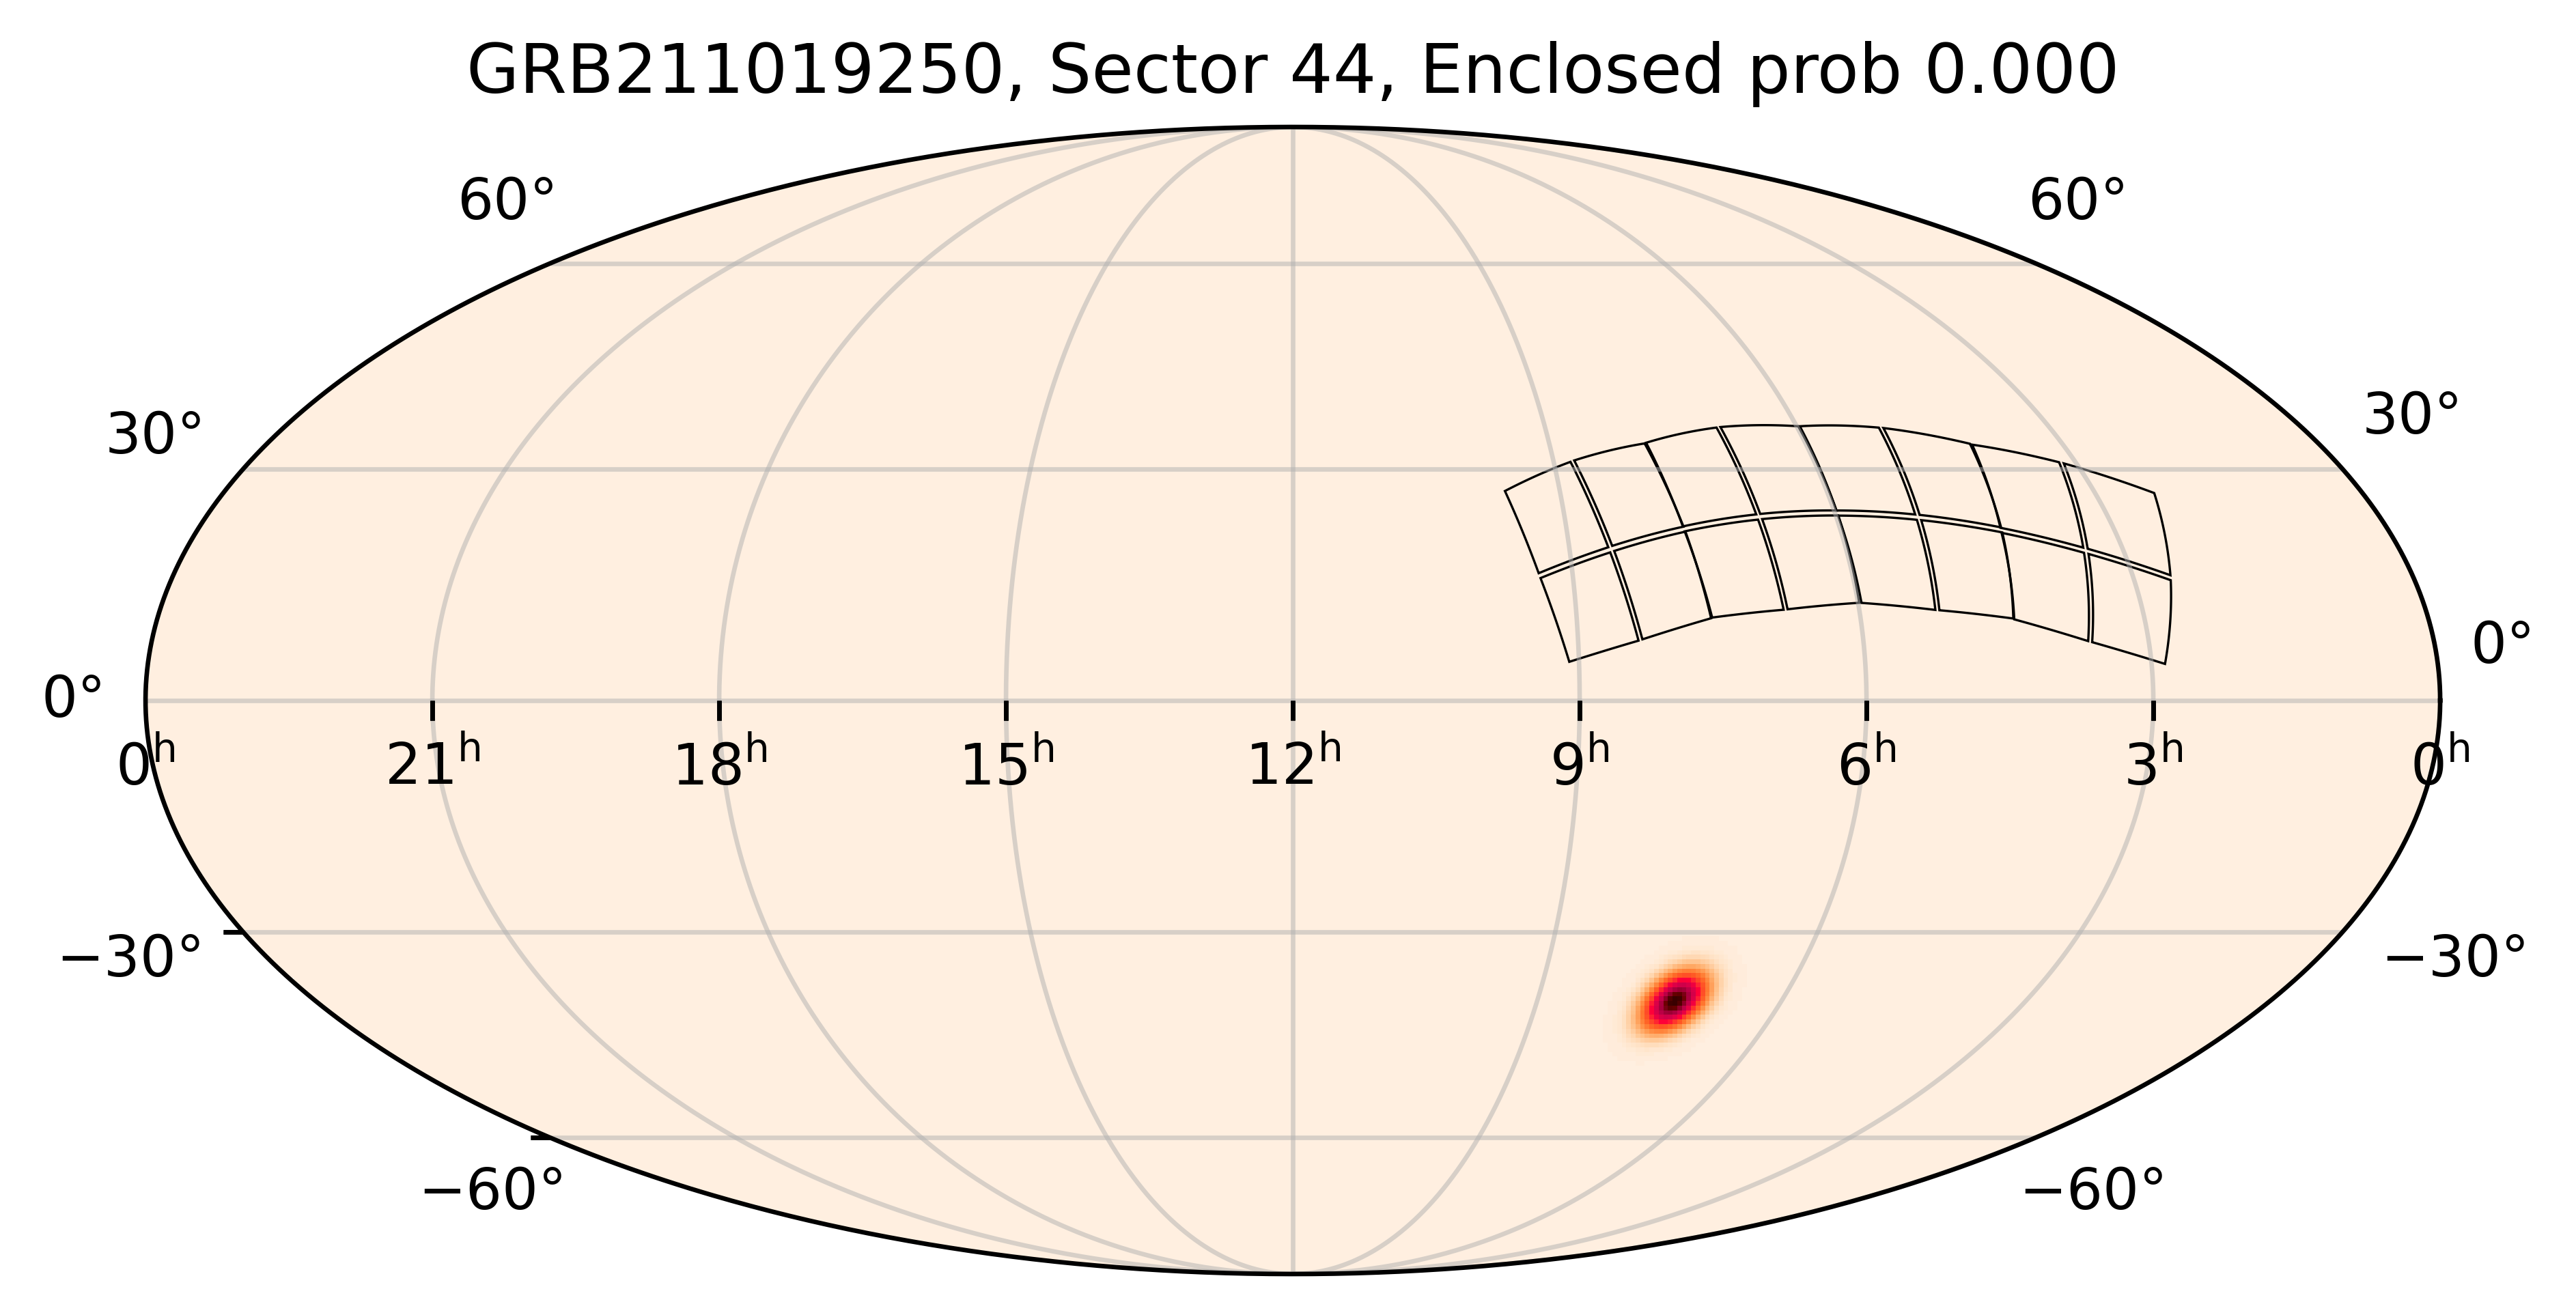 GRB211019250, Sector 44, Enclosed prob 0.000
60° 60°
30° 30°
0° 0°
0h 21h 18h 15h 12h 9h 6h 3h 0h
−30° −30°
−60° −60°